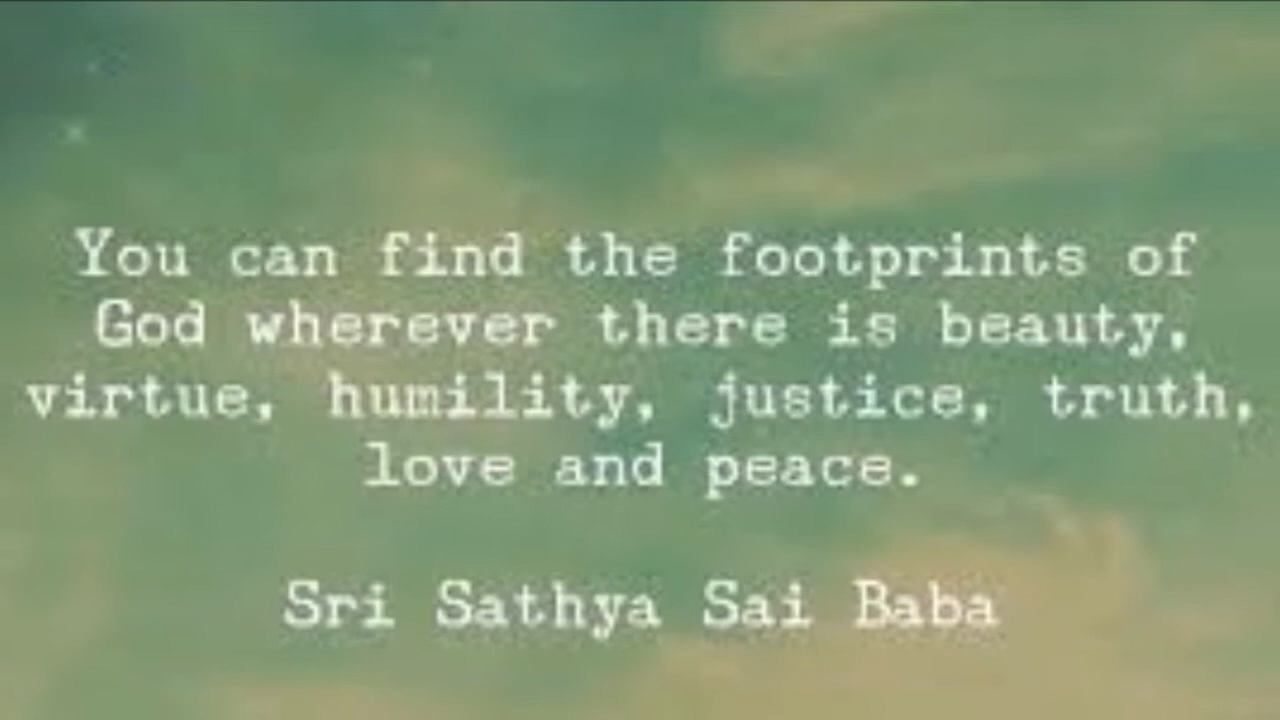 You can find the footprints of
God wherever there is beauty,
virtue, humility, justice, truth,
love and peace.
Sri Sathya Sai Baba